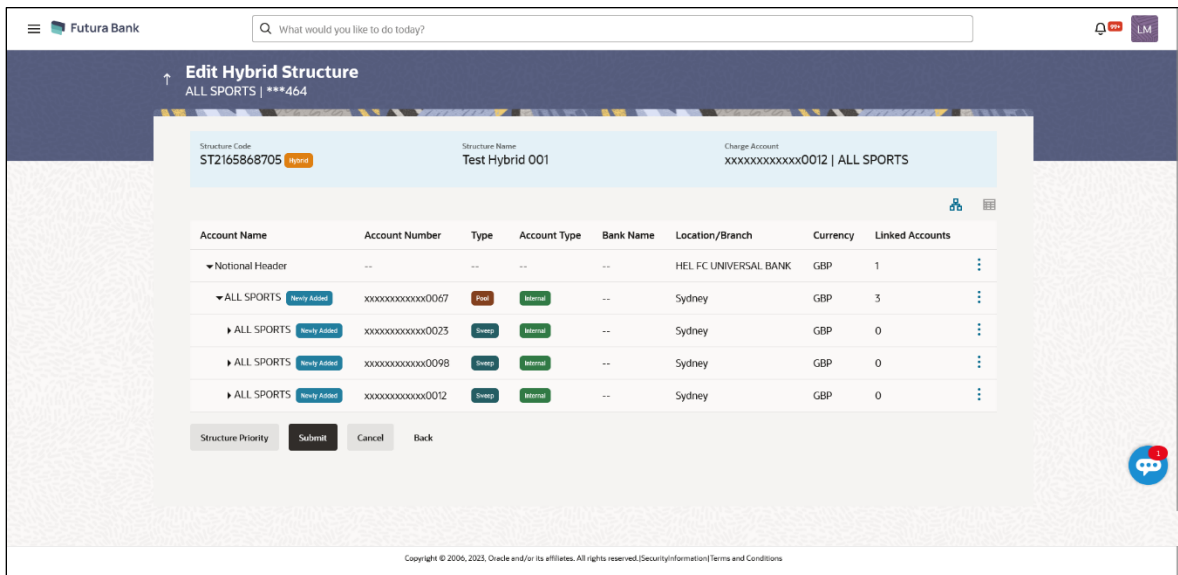 Futura Bank
What would you like to do today?
99+
LM
Edit Hybrid Structure
ALL SPORTS | ***464
Structure Code Structure Name Charge Account
ST2165868705 Hybrid Test Hybrid 001 xxxxxxxxxxxx0012 | ALL SPORTS
Account Name Account Number Type Account Type Bank Name Location/Branch Currency Linked Accounts
Notional Header -- -- -- -- HEL FC UNIVERSAL BANK GBP 1
ALL SPORTS Newly Added xxxxxxxxxxxx0067 Pool Internal -- Sydney GBP 3
ALL SPORTS Newly Added xxxxxxxxxxxx0023 Sweep Internal -- Sydney GBP 0
ALL SPORTS Newly Added xxxxxxxxxxxx0098 Sweep Internal -- Sydney GBP 0
ALL SPORTS Newly Added xxxxxxxxxxxx0012 Sweep Internal -- Sydney GBP 0
Structure Priority Submit Cancel Back
1
Copyright © 2006, 2023, Oracle and/or its affiliates. All rights reserved.|SecurityInformation|Terms and Conditions